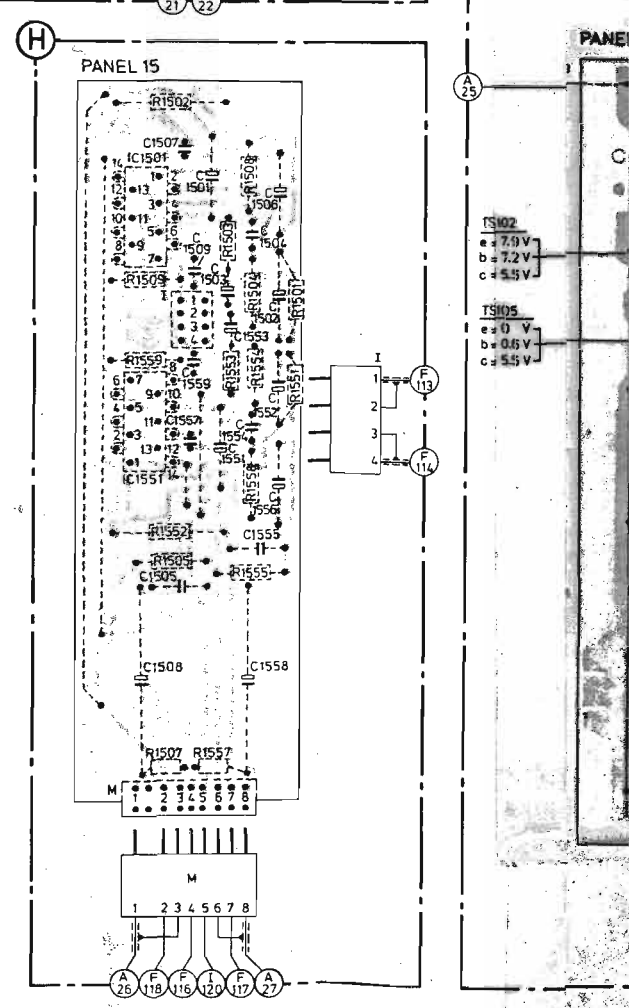 21 22
H
PANEL 15
PANEL
A 25
R1502
C1507
IC1501
C 1501
R1508
C 1506
14 1 2
12 13 3 4
10 11 5 6
8 9 7
R1503
C 1504
C 1509
R1509
C 1503
R1504
C 1502
R1501
1
2
3
4
C 1553
R1559
R1553
R1554
R1551
C 1559
6 7 8
5 9 10
4 11
2 3 12
1 13 14
C 1557
C 1554
C 1551
C 1552
IC1551
R1558
C 1556
R1552
C1555
R1505
C1505
R1555
C1508
C1558
R1507 R1557
M
1 2 3 4 5 6 7 8
M
1 2 3 4 5 6 7 8
A 26 F 118 F 116 I 120 F 117 A 27
I
1
2
3
4
F 113
F 114
C
TS102
e = 7.9 V
b = 7.2 V
c = 5.5 V
TS105
e = 0 V
b = 0.6 V
c = 5.5 V